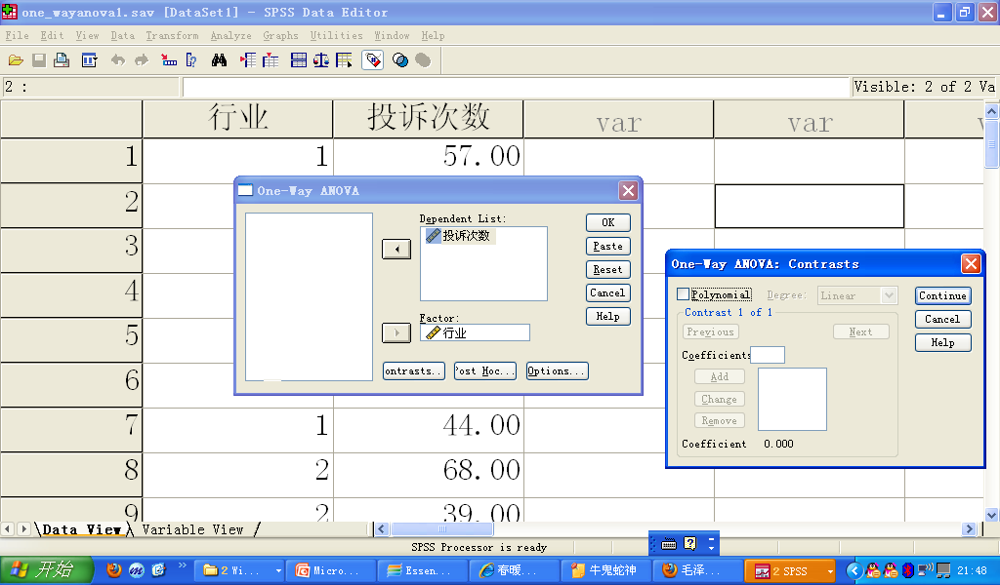 one_wayanova1.sav [DataSet1] - SPSS Data Editor
File Edit View Data Transform Analyze Graphs Utilities Window Help
2 :
Visible: 2 of 2 Va
行业 投诉次数 var var
1 1 57.00
2
3
4
5
6
7 1 44.00
8 2 68.00
9 2 39.00
One-Way ANOVA
Dependent List:
投诉次数
Factor:
行业
OK
Paste
Reset
Cancel
Help
ontrasts.. Post Hoc... Options...
One-Way ANOVA: Contrasts
Polynomial Degree: Linear
Contrast 1 of 1
Previous Next
Coefficients
Add
Change
Remove
Coefficient 0.000
Continue
Cancel
Help
Data View Variable View
SPSS Processor is ready
开始 2 Wi... Micro... Essen... 春暖... 牛鬼蛇神 毛泽... 2 SPSS 21:48